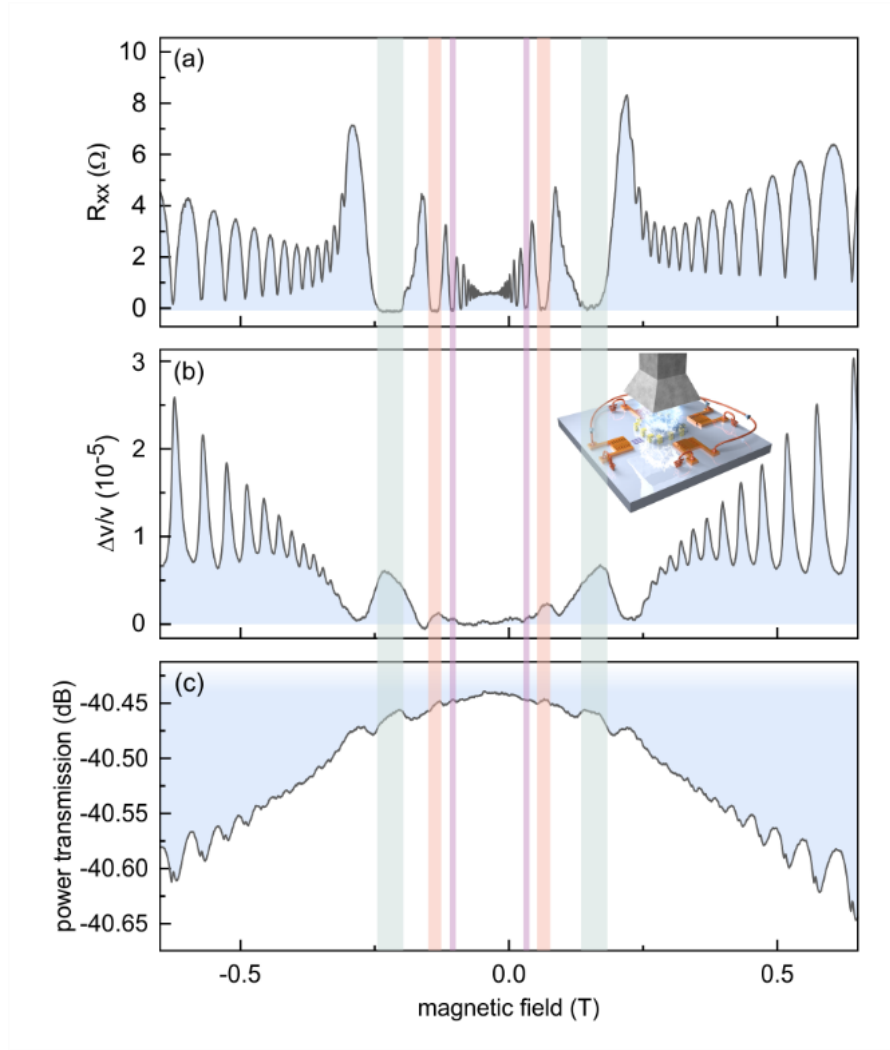 (a)
10
8
6
4
2
0
Rxx (Ω)
(b)
3
2
1
0
Δv/v (10-5)
(c)
-40.45
-40.50
-40.55
-40.60
-40.65
power transmission (dB)
-0.5 0.0 0.5
magnetic field (T)